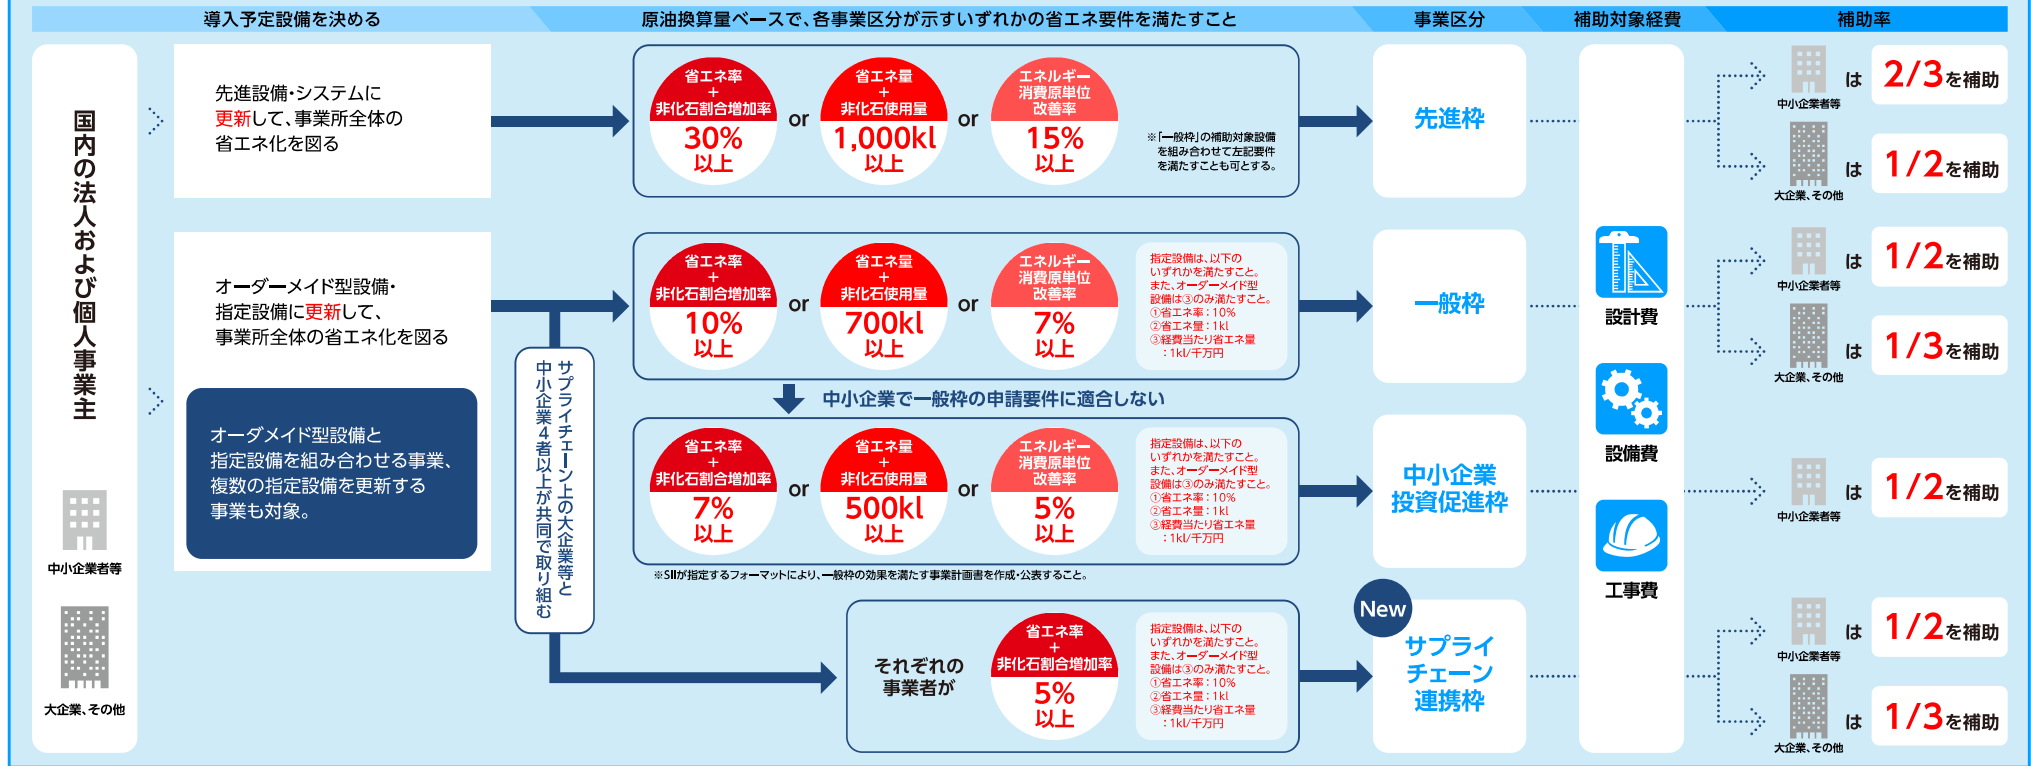 導入予定設備を決める
原油換算量ベースで、各事業区分が示すいずれかの省エネ要件を満たすこと
事業区分
補助対象経費
補助率
国内の法人および個人事業主
中小企業者等
大企業、その他
先進設備・システムに
更新して、事業所全体の
省エネ化を図る
省エネ率
+
非化石割合増加率
30%
以上
or
省エネ量
+
非化石使用量
1,000kl
以上
or
エネルギー
消費原単位
改善率
15%
以上
※「一般枠」の補助対象設備
を組み合わせて左記要件
を満たすことも可とする。
先進枠
中小企業者等
は
2/3を補助
大企業、その他
は
1/2を補助
オーダーメイド型設備・
指定設備に更新して、
事業所全体の省エネ化を図る
オーダメイド型設備と
指定設備を組み合わせる事業、
複数の指定設備を更新する
事業も対象。
省エネ率
+
非化石割合増加率
10%
以上
or
省エネ量
+
非化石使用量
700kl
以上
or
エネルギー
消費原単位
改善率
7%
以上
指定設備は、以下の
いずれかを満たすこと。
また、オーダーメイド型
設備は③のみ満たすこと。
①省エネ率：10%
②省エネ量：1kl
③経費当たり省エネ量
：1kl/千万円
一般枠
中小企業者等
は
1/2を補助
大企業、その他
は
1/3を補助
中小企業で一般枠の申請要件に適合しない
省エネ率
+
非化石割合増加率
7%
以上
or
省エネ量
+
非化石使用量
500kl
以上
or
エネルギー
消費原単位
改善率
5%
以上
指定設備は、以下の
いずれかを満たすこと。
また、オーダーメイド型
設備は③のみ満たすこと。
①省エネ率：10%
②省エネ量：1kl
③経費当たり省エネ量
：1kl/千万円
※SIIが指定するフォーマットにより、一般枠の効果を満たす事業計画書を作成・公表すること。
中小企業
投資促進枠
中小企業者等
は
1/2を補助
サプライチェーン上の大企業等と
中小企業4者以上が共同で取り組む
それぞれの
事業者が
省エネ率
+
非化石割合増加率
5%
以上
指定設備は、以下の
いずれかを満たすこと。
また、オーダーメイド型
設備は③のみ満たすこと。
①省エネ率：10%
②省エネ量：1kl
③経費当たり省エネ量
：1kl/千万円
New
サプライ
チェーン
連携枠
中小企業者等
は
1/2を補助
大企業、その他
は
1/3を補助
設計費
設備費
工事費